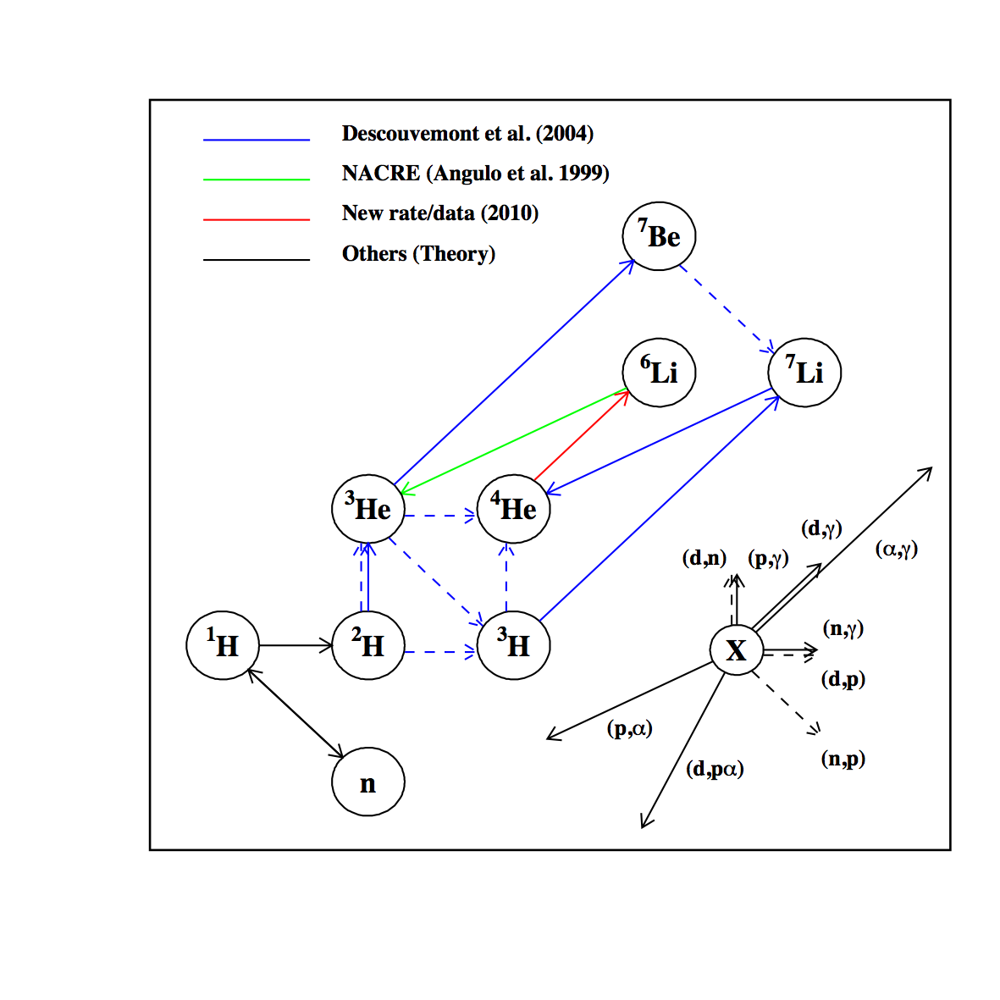 Descouvemont et al. (2004)
NACRE (Angulo et al. 1999)
New rate/data (2010)
Others (Theory)
⁷Be
⁶Li
⁷Li
³He
⁴He
(d,γ)
(d,n) (p,γ)
(α,γ)
¹H
²H
³H
X
(n,γ)
(d,p)
(p,α)
(n,p)
(d,pα)
n